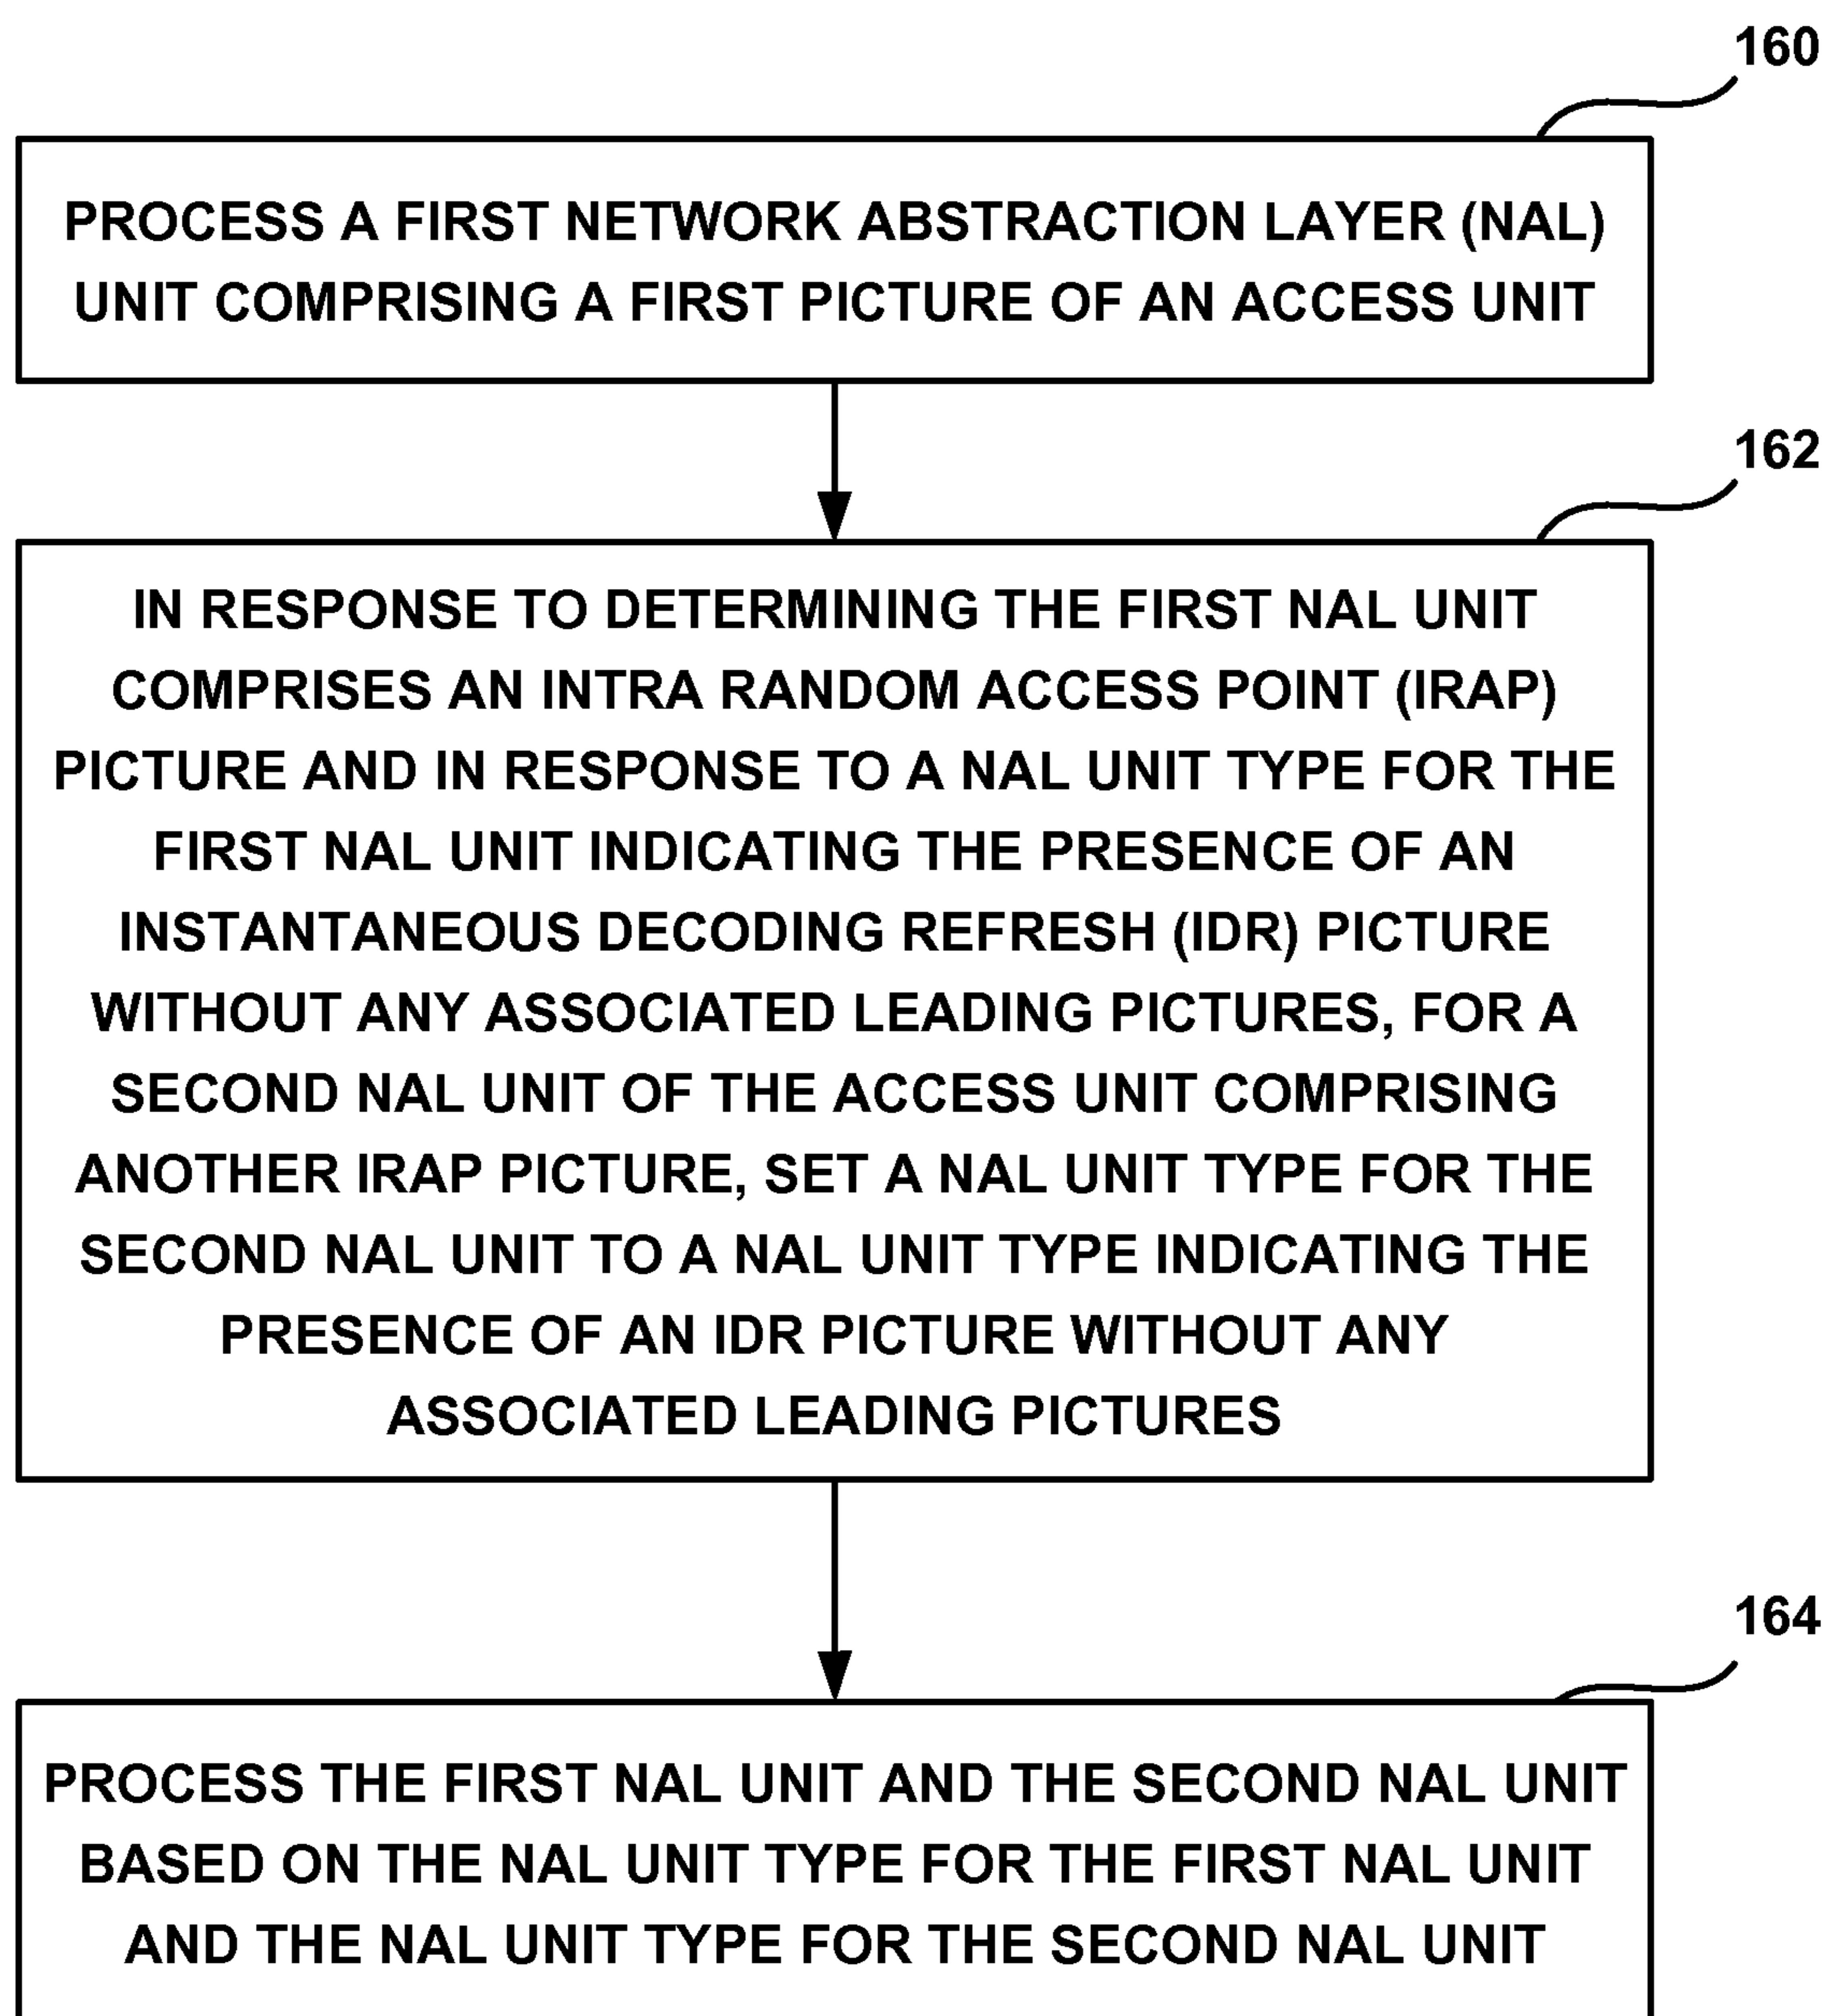 160
PROCESS A FIRST NETWORK ABSTRACTION LAYER (NAL)
UNIT COMPRISING A FIRST PICTURE OF AN ACCESS UNIT
162
IN RESPONSE TO DETERMINING THE FIRST NAL UNIT
COMPRISES AN INTRA RANDOM ACCESS POINT (IRAP)
PICTURE AND IN RESPONSE TO A NAL UNIT TYPE FOR THE
FIRST NAL UNIT INDICATING THE PRESENCE OF AN
INSTANTANEOUS DECODING REFRESH (IDR) PICTURE
WITHOUT ANY ASSOCIATED LEADING PICTURES, FOR A
SECOND NAL UNIT OF THE ACCESS UNIT COMPRISING
ANOTHER IRAP PICTURE, SET A NAL UNIT TYPE FOR THE
SECOND NAL UNIT TO A NAL UNIT TYPE INDICATING THE
PRESENCE OF AN IDR PICTURE WITHOUT ANY
ASSOCIATED LEADING PICTURES
164
PROCESS THE FIRST NAL UNIT AND THE SECOND NAL UNIT
BASED ON THE NAL UNIT TYPE FOR THE FIRST NAL UNIT
AND THE NAL UNIT TYPE FOR THE SECOND NAL UNIT